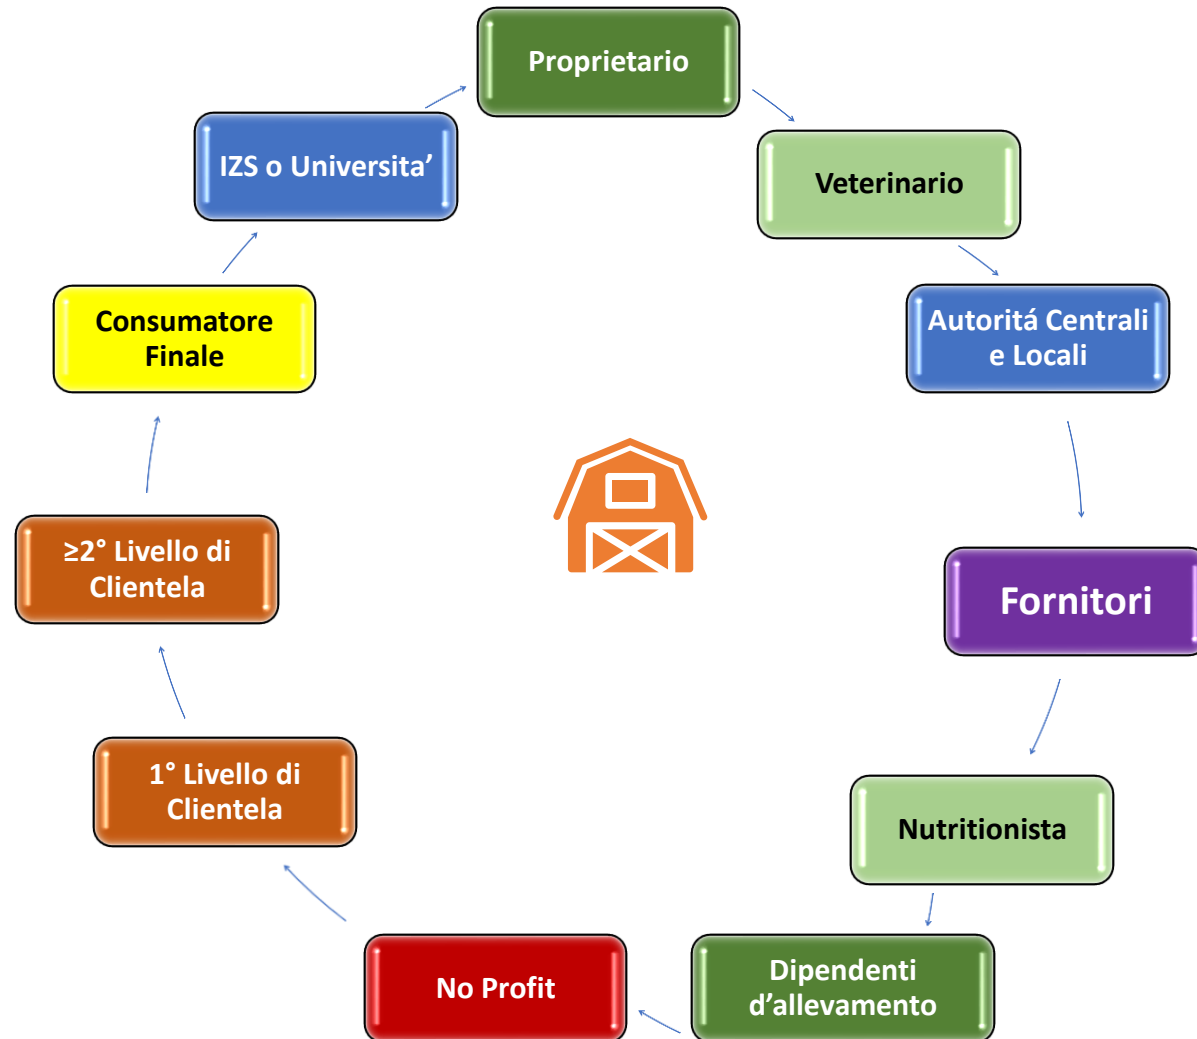 Proprietario
Veterinario
Autoritá Centrali
e Locali
Fornitori
Nutritionista
Dipendenti
d’allevamento
No Profit
1° Livello di
Clientela
≥2° Livello di
Clientela
Consumatore
Finale
IZS o Universita’